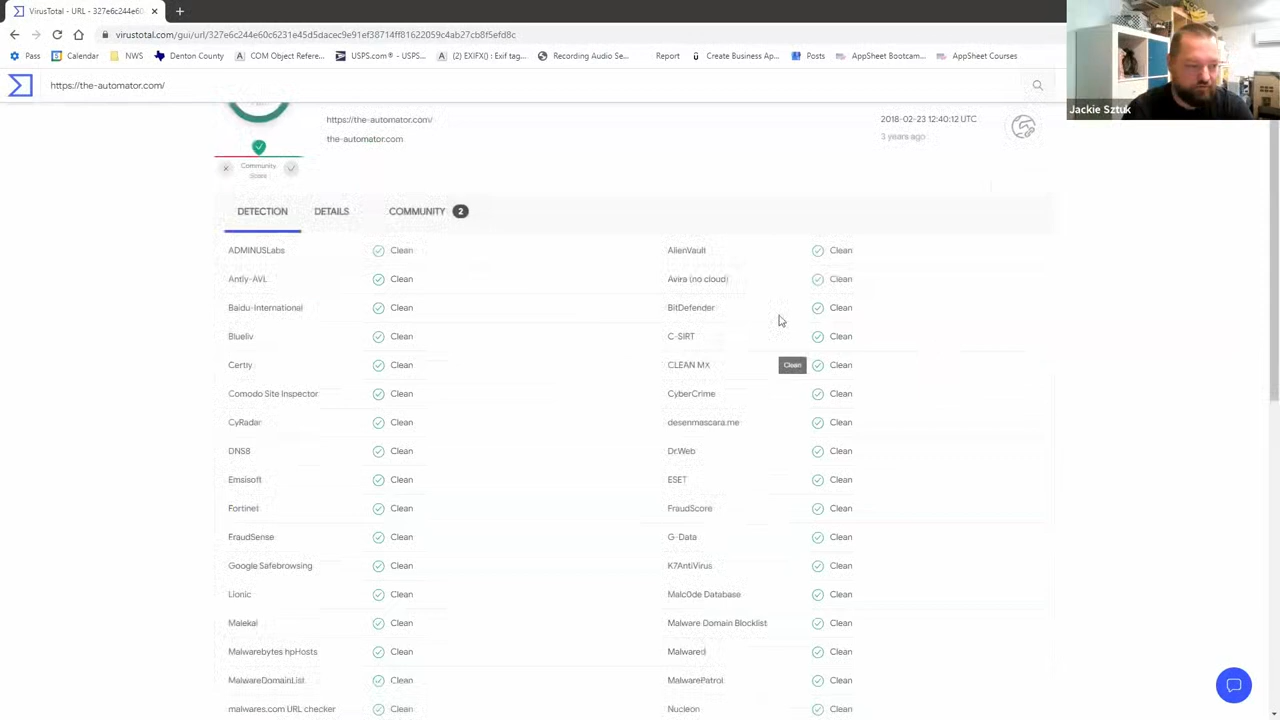 VirusTotal - URL - 327e6c244e60
virustotal.com/gui/url/327e6c244e60c6231e45d5dacec9e91ef38714ff81622059c4bb27cb8f5efd8c
Pass Calendar NWS Denton County COM Object Refere... USPS.com® - USPS... (2) EXIFX() : Exif tag... Recording Audio Se... Report Create Business Ap... Posts AppSheet Bootcam... AppSheet Courses
https://the-automator.com/
Jackie Sztuk
https://the-automator.com/ 2018-02-23 12:40:12 UTC
the-automator.com 3 years ago
Community
Score
DETECTION DETAILS COMMUNITY 2
ADMINUSLabs Clean AlienVault Clean
Antiy-AVL Clean Avira (no cloud) Clean
Baidu-International Clean BitDefender Clean
Blueliv Clean C-SIRT Clean
Certly Clean CLEAN MX Clean Clean
Comodo Site Inspector Clean CyberCrime Clean
CyRadar Clean desenmascara.me Clean
DNS8 Clean Dr.Web Clean
Emsisoft Clean ESET Clean
Fortinet Clean FraudScore Clean
FraudSense Clean G-Data Clean
Google Safebrowsing Clean K7AntiVirus Clean
Lionic Clean Malc0de Database Clean
Malekal Clean Malware Domain Blocklist Clean
Malwarebytes hpHosts Clean Malwared Clean
MalwareDomainList Clean MalwarePatrol Clean
malwares.com URL checker Clean Nucleon Clean